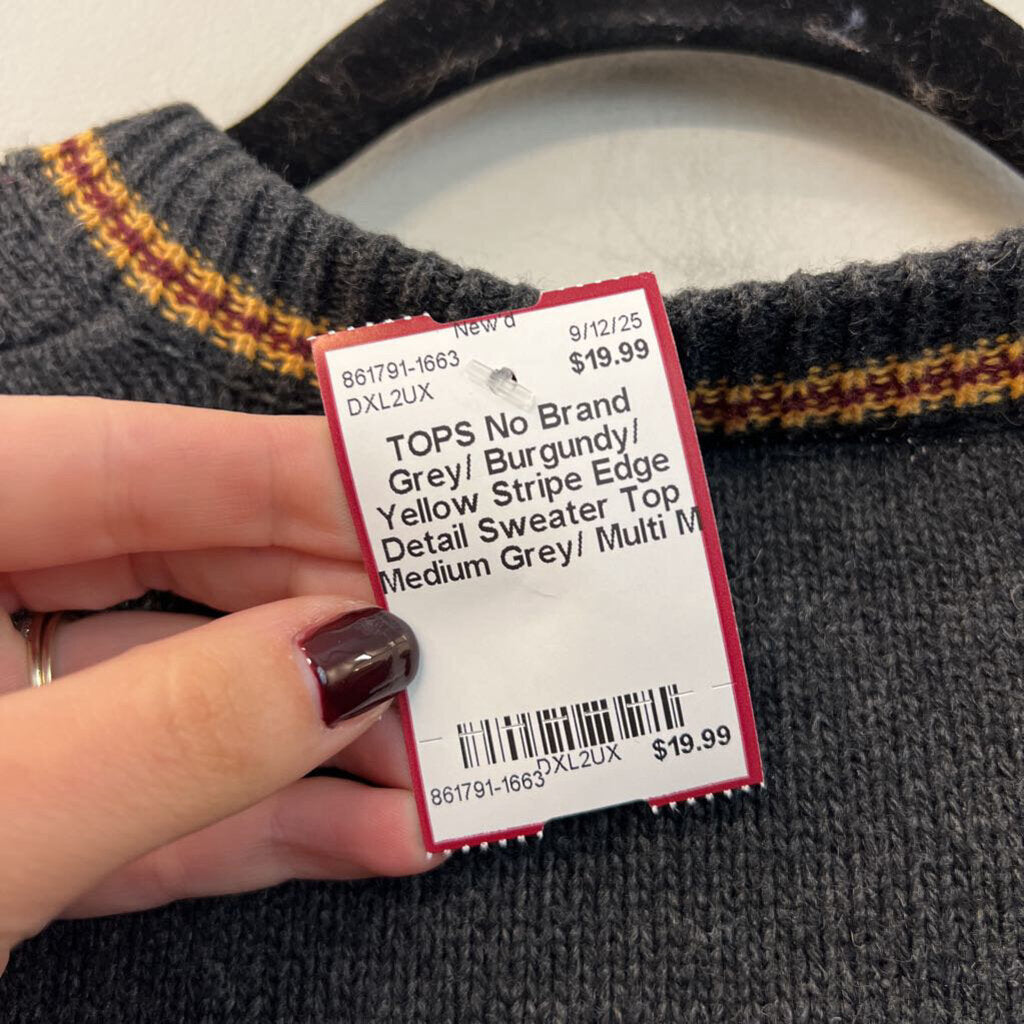 New'd 9/12/25
861791-1663 $19.99
DXL2UX
TOPS No Brand
Grey/ Burgundy/
Yellow Stripe Edge
Detail Sweater Top
Medium Grey/ Multi M
DXL2UX $19.99
861791-1663